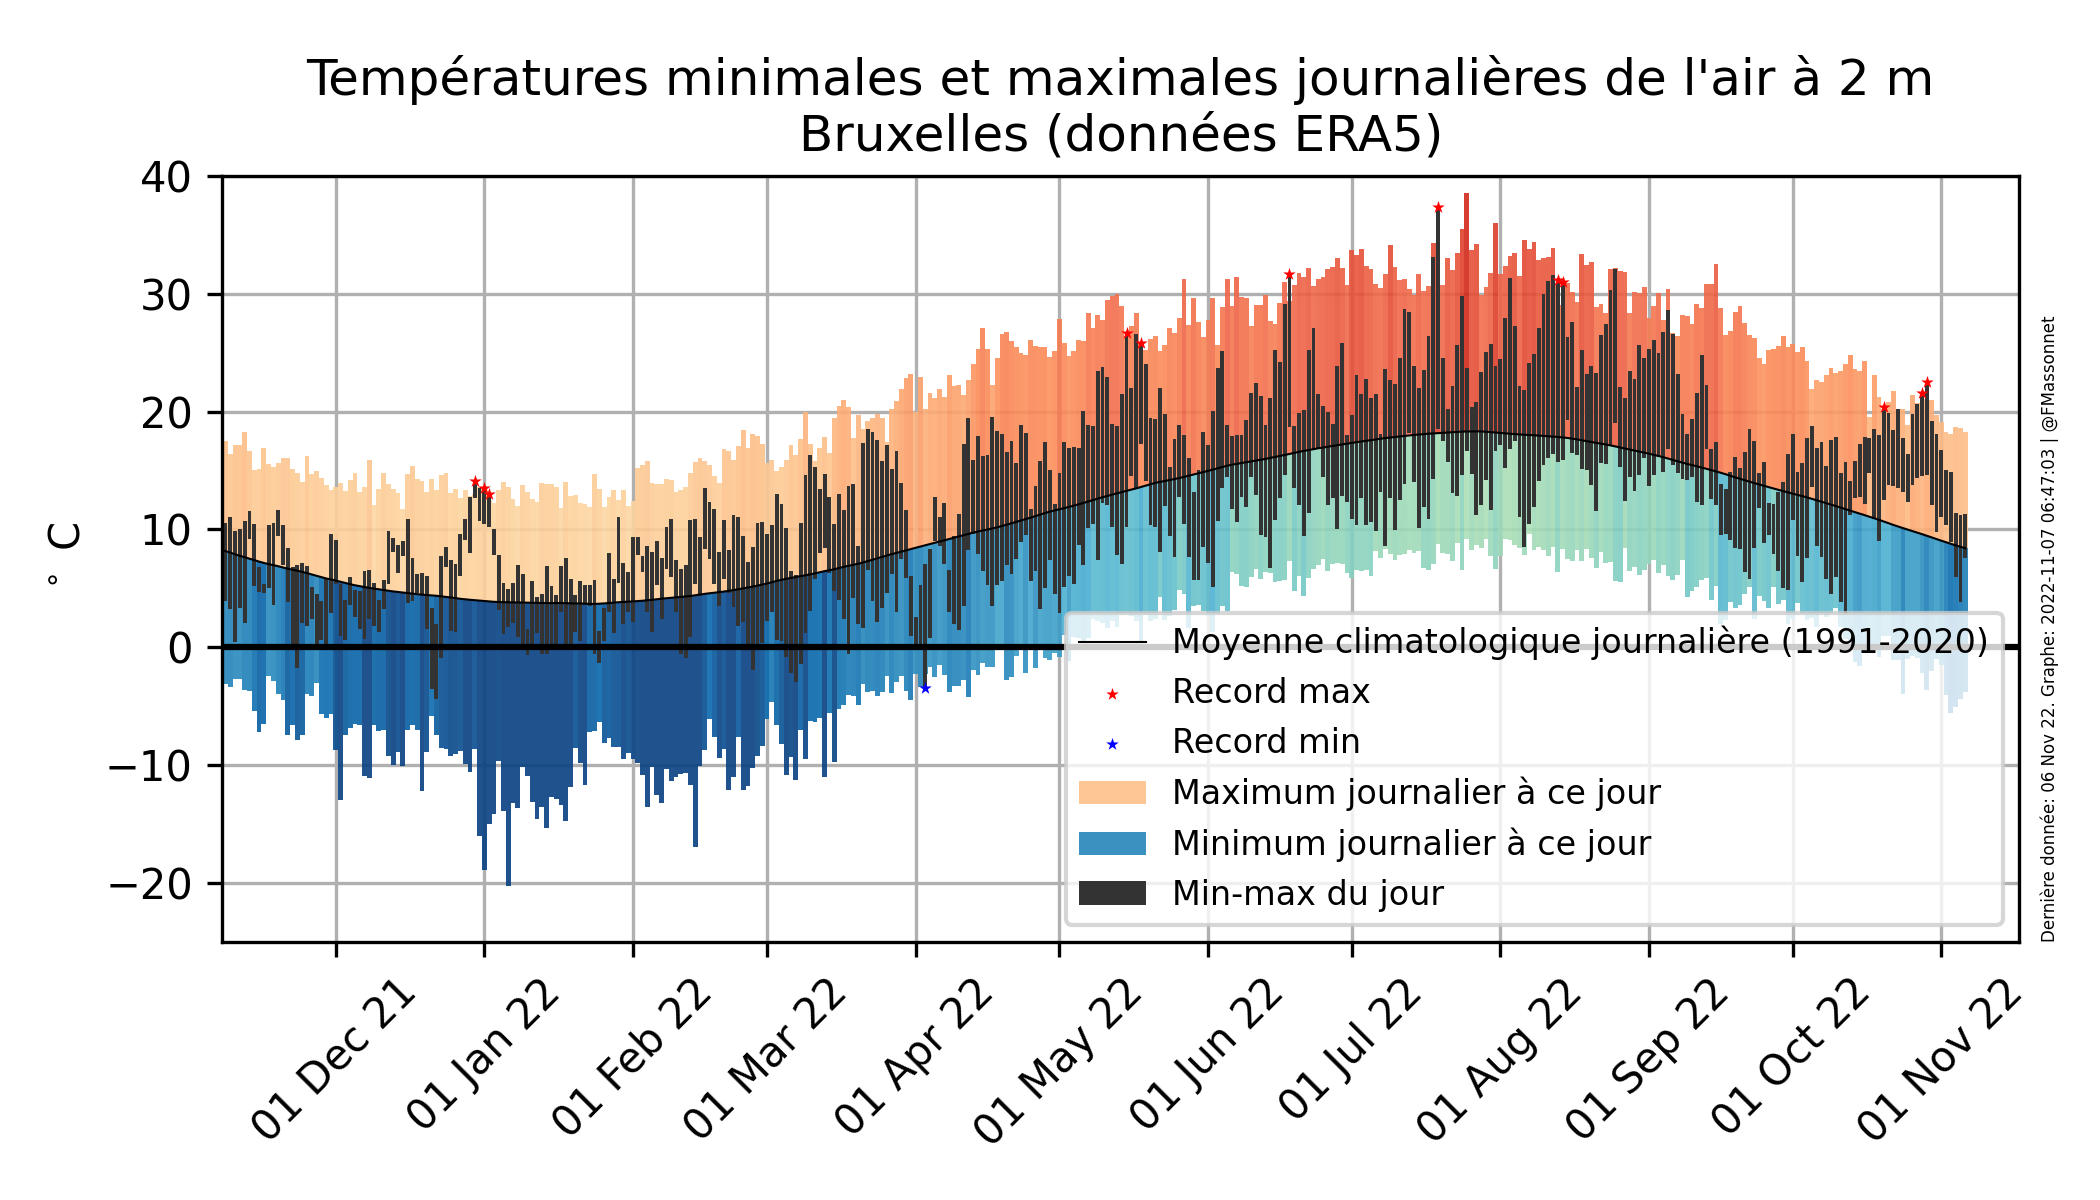 Températures minimales et maximales journalières de l'air à 2 m
Bruxelles (données ERA5)
° C
40
30
20
10
0
−10
−20
01 Dec 21
01 Jan 22
01 Feb 22
01 Mar 22
01 Apr 22
01 May 22
01 Jun 22
01 Jul 22
01 Aug 22
01 Sep 22
01 Oct 22
01 Nov 22
Moyenne climatologique journalière (1991-2020)
Record max
Record min
Maximum journalier à ce jour
Minimum journalier à ce jour
Min-max du jour
Dernière donnée: 06 Nov 22. Graphe: 2022-11-07 06:47:03 | @FMassonnet